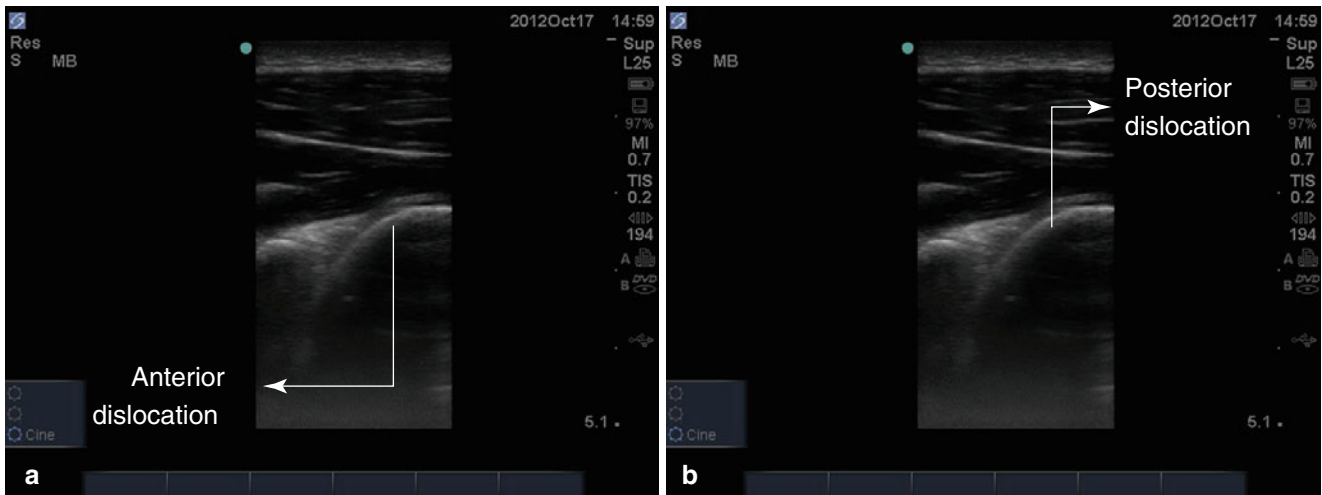 2012Oct17 14:59
Res
Sup
S MB
L25
97%
MI
0.7
TIS
0.2
194
A
B DVD
Anterior
dislocation
5.1
Cine
a
2012Oct17 14:59
Res
Sup
S MB
L25
Posterior
dislocation
97%
MI
0.7
TIS
0.2
194
A
B DVD
5.1
Cine
b